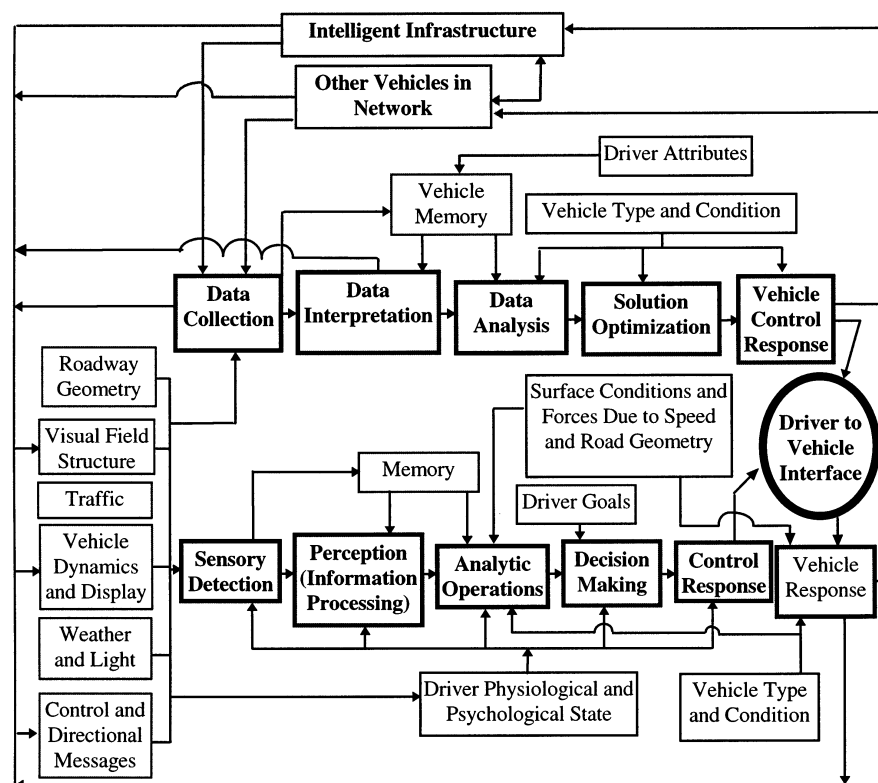 Intelligent Infrastructure
Other Vehicles in
Network
Driver Attributes
Vehicle
Memory
Vehicle Type and Condition
Data
Collection
Data
Interpretation
Data
Analysis
Solution
Optimization
Vehicle
Control
Response
Roadway
Geometry
Surface Conditions and
Forces Due to Speed
and Road Geometry
Driver to
Vehicle
Interface
Visual Field
Structure
Memory
Traffic
Driver Goals
Vehicle
Dynamics
and Display
Sensory
Detection
Perception
(Information
Processing)
Analytic
Operations
Decision
Making
Control
Response
Vehicle
Response
Weather
and Light
Driver Physiological and
Psychological State
Vehicle Type
and Condition
Control and
Directional
Messages